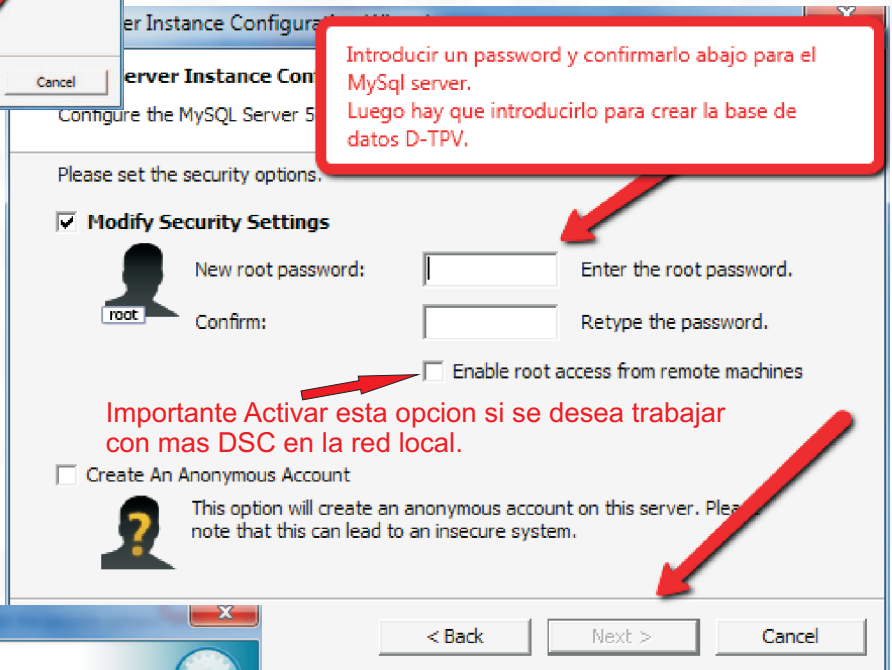 er Instance Configura
Cancel
erver Instance Con
Configure the MySQL Server 5
Introducir un password y confirmarlo abajo para el
MySql server.
Luego hay que introducirlo para crear la base de
datos D-TPV.
Please set the security options.
Modify Security Settings
New root password:
Enter the root password.
root
Confirm:
Retype the password.
Enable root access from remote machines
Importante Activar esta opcion si se desea trabajar
con mas DSC en la red local.
Create An Anonymous Account
This option will create an anonymous account on this server. Pleas
note that this can lead to an insecure system.
< Back
Next >
Cancel